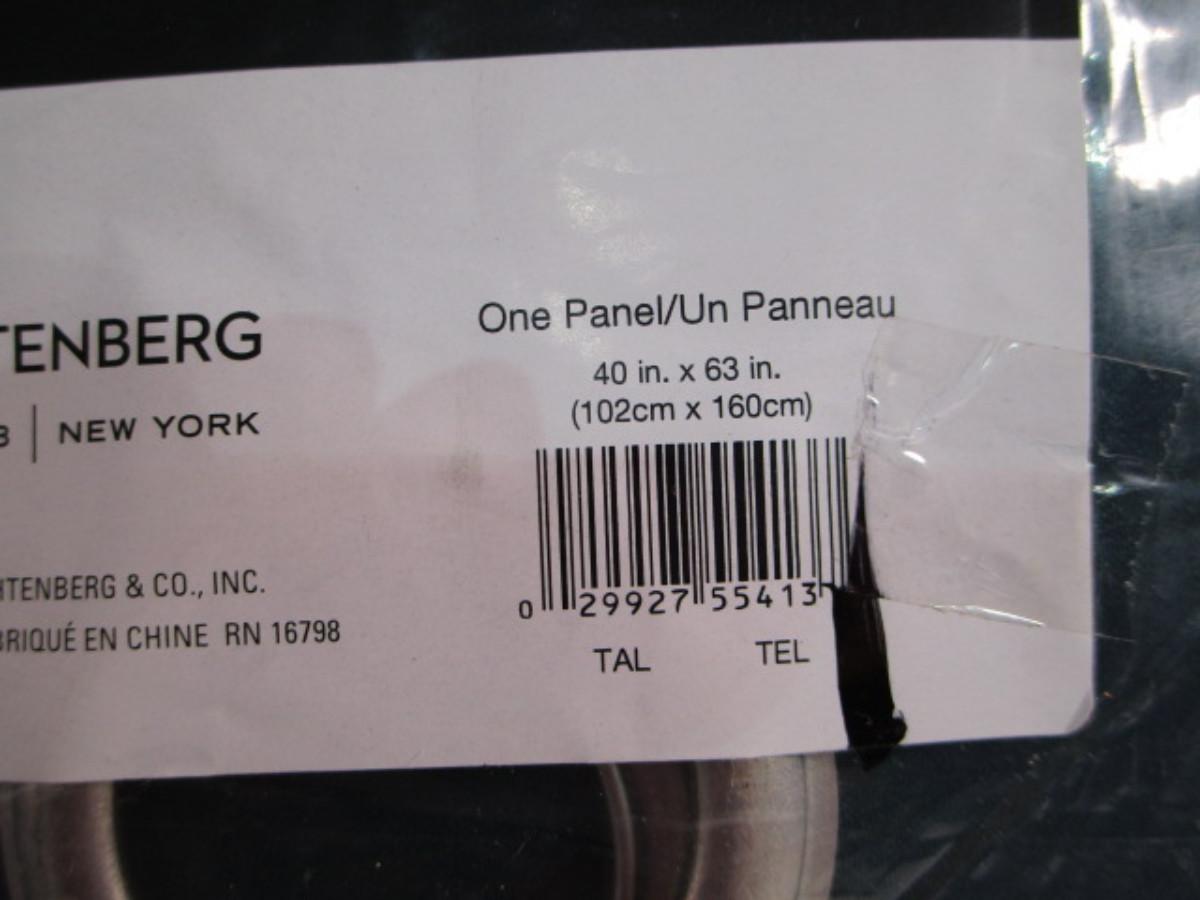 One Panel/Un Panneau
40 in. x 63 in.
(102cm x 160cm)
TENBERG
NEW YORK
TENBERG & CO., INC.
BRIQUÉ EN CHINE RN 16798
0 29927 55413
TAL TEL